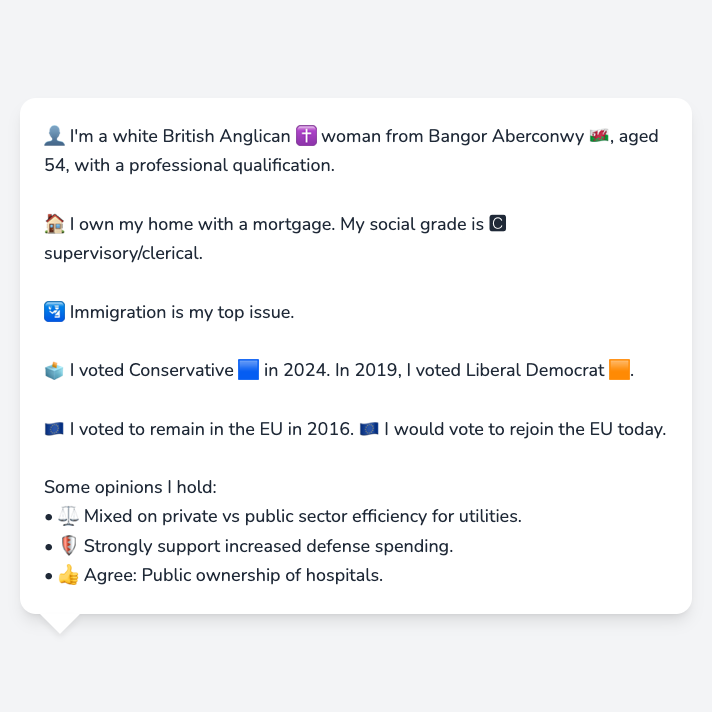 👤 I'm a white British Anglican ✝️ woman from Bangor Aberconwy 🏴󠁧󠁢󠁷󠁬󠁳󠁿, aged
54, with a professional qualification.
🏠 I own my home with a mortgage. My social grade is 🅲
supervisory/clerical.
🛂 Immigration is my top issue.
🗳️ I voted Conservative 🟦 in 2024. In 2019, I voted Liberal Democrat 🟧.
🇪🇺 I voted to remain in the EU in 2016. 🇪🇺 I would vote to rejoin the EU today.
Some opinions I hold:
• ⚖️ Mixed on private vs public sector efficiency for utilities.
• 🛡️ Strongly support increased defense spending.
• 👍 Agree: Public ownership of hospitals.